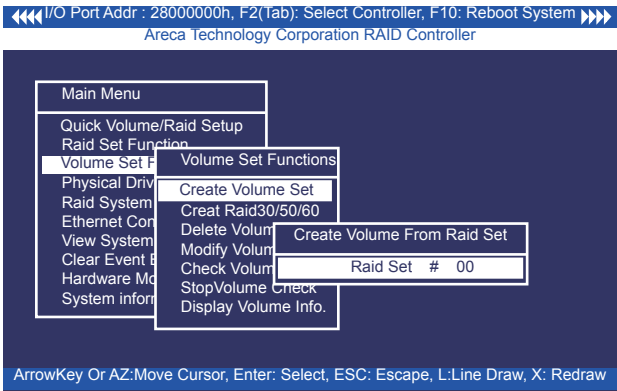 I/O Port Addr : 28000000h, F2(Tab): Select Controller, F10: Reboot System
Areca Technology Corporation RAID Controller
Main Menu
Quick Volume/Raid Setup
Raid Set Function
Volume Set F
Physical Driv
Raid System
Ethernet Con
View System
Clear Event B
Hardware Mo
System inforr
Volume Set Functions
Create Volume Set
Creat Raid30/50/60
Delete Volum
Modify Volum
Check Volum
StopVolume Check
Display Volume Info.
Create Volume From Raid Set
Raid Set # 00
ArrowKey Or AZ:Move Cursor, Enter: Select, ESC: Escape, L:Line Draw, X: Redraw